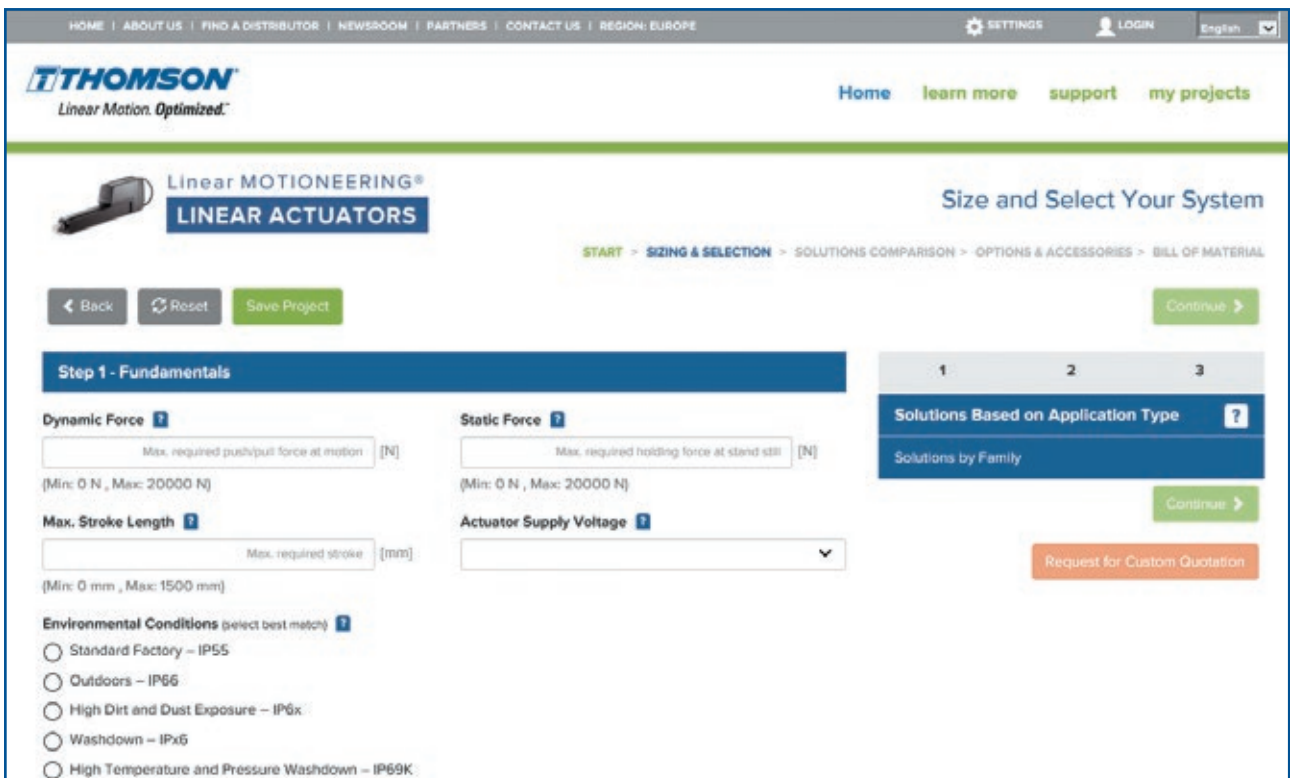 HOME | ABOUT US | FIND A DISTRIBUTOR | NEWSROOM | PARTNERS | CONTACT US | REGION: EUROPE SETTINGS LOGIN English
THOMSON
Linear Motion. Optimized.™
Home learn more support my projects
Linear MOTIONEERING®
LINEAR ACTUATORS
Size and Select Your System
START > SIZING & SELECTION > SOLUTIONS COMPARISON > OPTIONS & ACCESSORIES > BILL OF MATERIAL
Back Reset Save Project Continue
Step 1 - Fundamentals
Dynamic Force ?
Max. required push/pull force at motion [N]
(Min: 0 N , Max: 20000 N)
Static Force ?
Max. required holding force at stand still [N]
(Min: 0 N , Max: 20000 N)
Max. Stroke Length ?
Max. required stroke [mm]
(Min: 0 mm , Max: 1500 mm)
Actuator Supply Voltage ?
Environmental Conditions (select best match) ?
Standard Factory – IP55
Outdoors – IP66
High Dirt and Dust Exposure – IP6x
Washdown – IPx6
High Temperature and Pressure Washdown – IP69K
1 2 3
Solutions Based on Application Type ?
Solutions by Family
Continue
Request for Custom Quotation